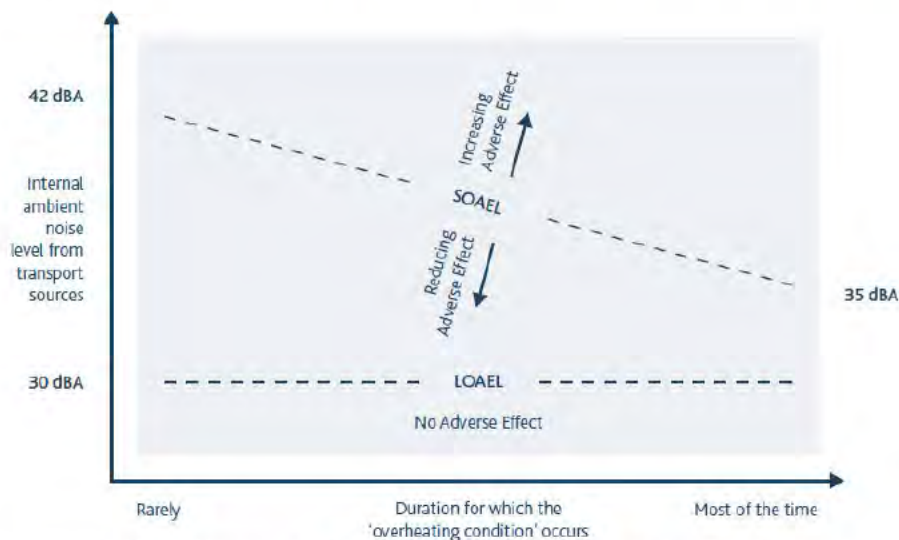 42 dBA
Internal
ambient
noise
level from
transport
sources
30 dBA
Increasing
Adverse Effect
SOAEL
Reducing
Adverse Effect
35 dBA
LOAEL
No Adverse Effect
Rarely
Duration for which the
'overheating condition' occurs
Most of the time